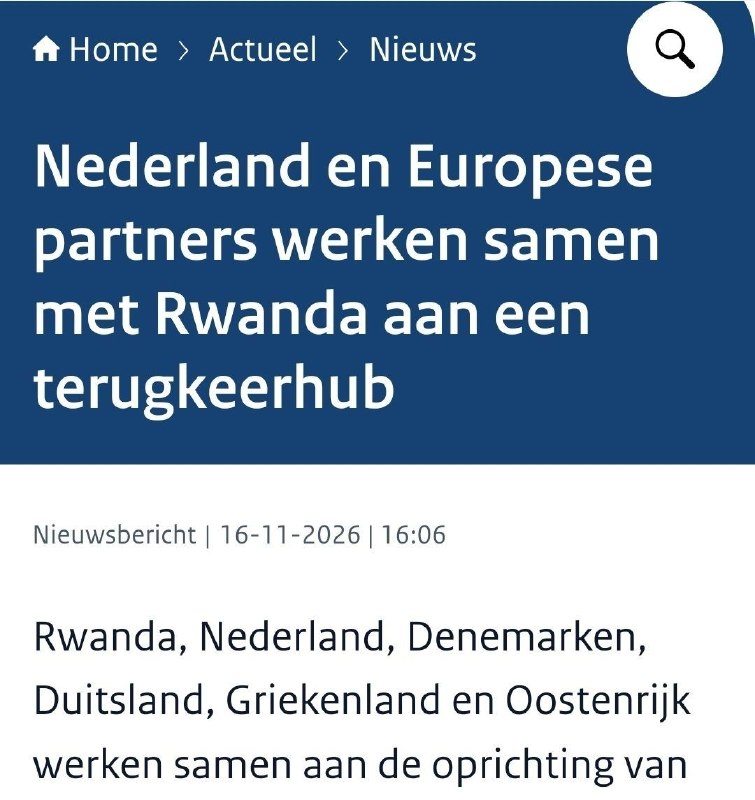 Home > Actueel > Nieuws
Nederland en Europese
partners werken samen
met Rwanda aan een
terugkeerhub
Nieuwsbericht | 16-11-2026 | 16:06
Rwanda, Nederland, Denemarken,
Duitsland, Griekenland en Oostenrijk
werken samen aan de oprichting van